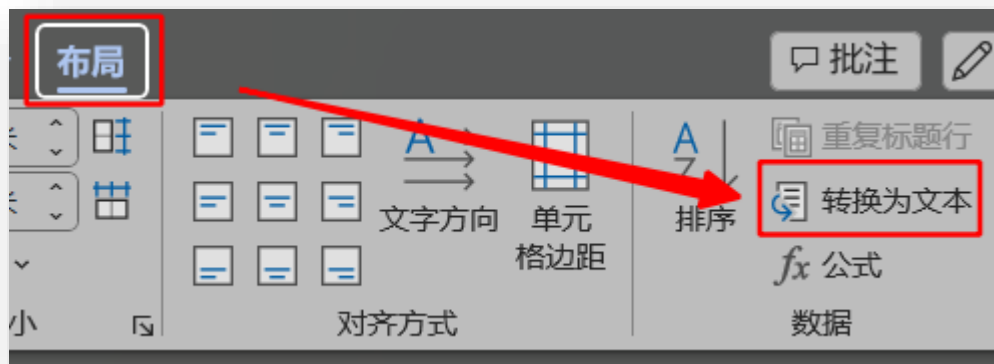 布局
批注
重复标题行
转换为文本
文字方向
单元
格边距
A
Z
排序
fx 公式
小
对齐方式
数据